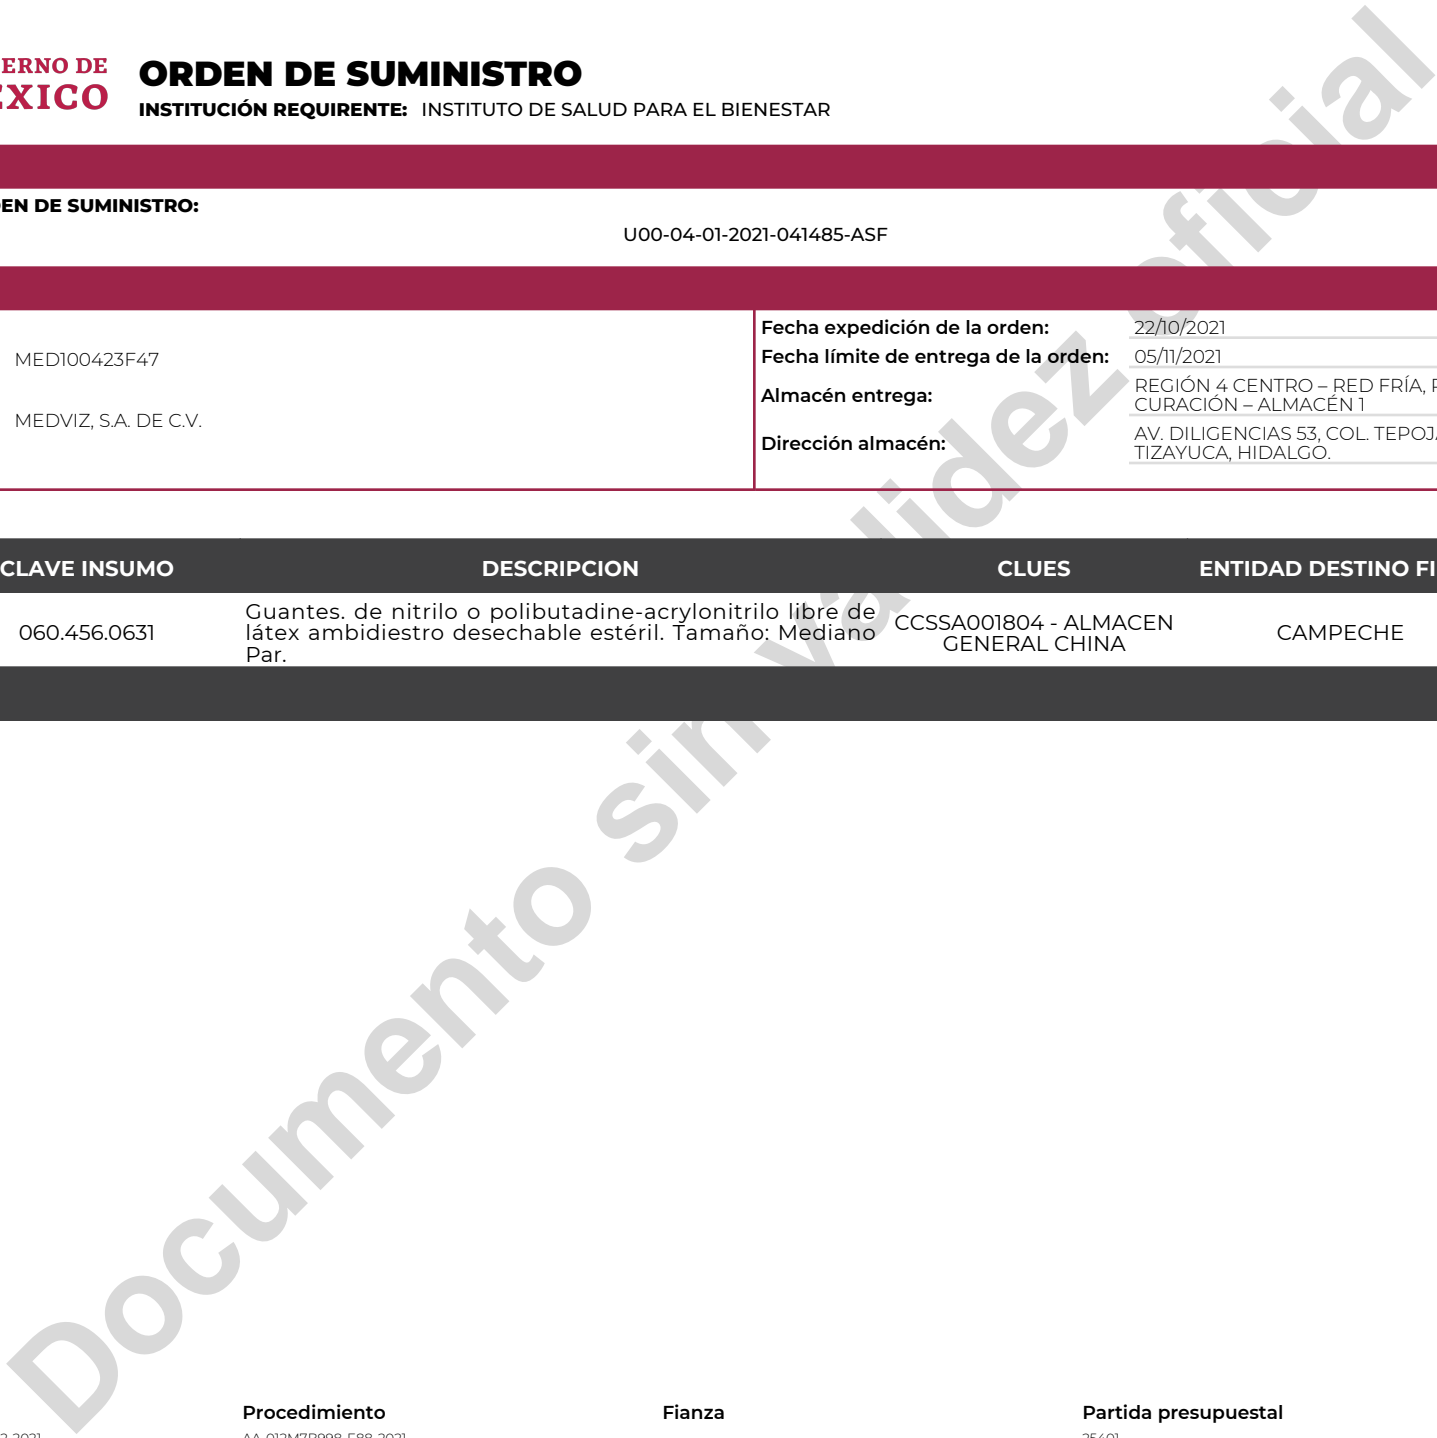 ERNO DE
ORDEN DE SUMINISTRO
INSTITUCIÓN REQUIRENTE: INSTITUTO DE SALUD PARA EL BIENESTAR
EN DE SUMINISTRO:
U00-04-01-2021-041485-ASF
MED100423F47
MEDVIZ, S.A. DE C.V.
Fecha expedición de la orden: 22/10/2021
Fecha límite de entrega de la orden: 05/11/2021
Almacén entrega: REGIÓN 4 CENTRO – RED FRÍA,
CURACIÓN – ALMACÉN 1
Dirección almacén: AV. DILIGENCIAS 53, COL.
TIZAYUCA, HIDALGO.
CLAVE INSUMO DESCRIPCION CLUES ENTIDAD DESTINO
060.456.0631
Guantes. de nitrilo o polibutadine-acrylonitrilo libre de
látex ambidiestro desechable estéril. Tamaño: Mediano
Par.
CCSSA001804 - ALMACEN
GENERAL CHINA
CAMPECHE
Documento sin validez oficial
Procedimiento Fianza Partida presupuestal